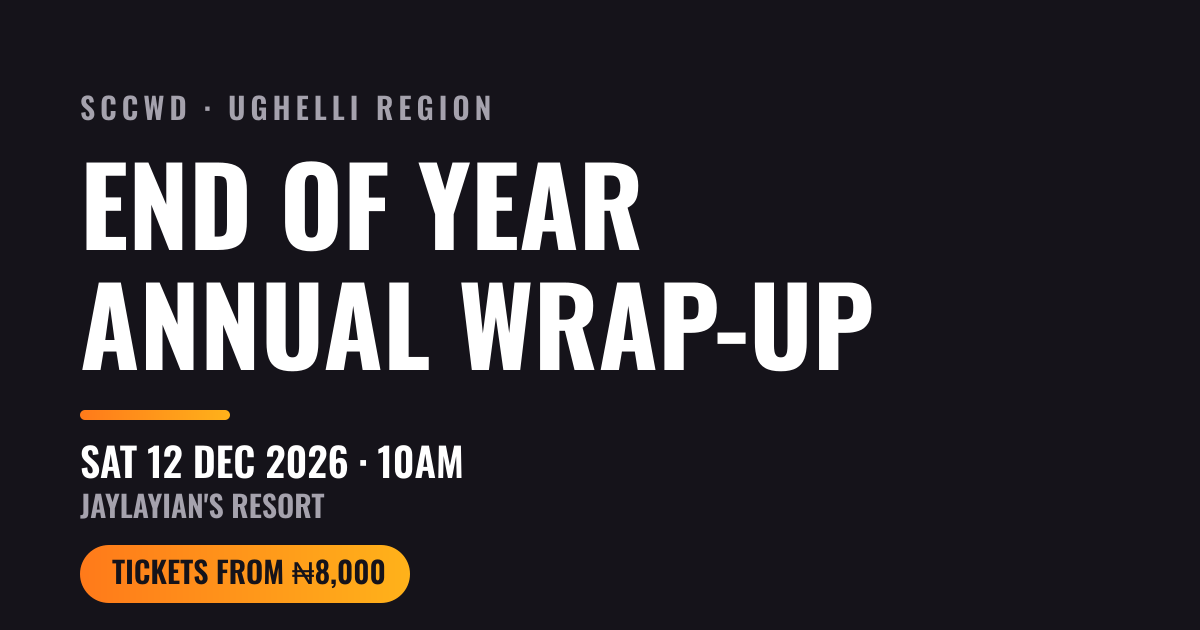 SCCWD · UGHELLI REGION
END OF YEAR
ANNUAL WRAP-UP
SAT 12 DEC 2026 · 10AM
JAYLAYIAN'S RESORT
TICKETS FROM ₦8,000